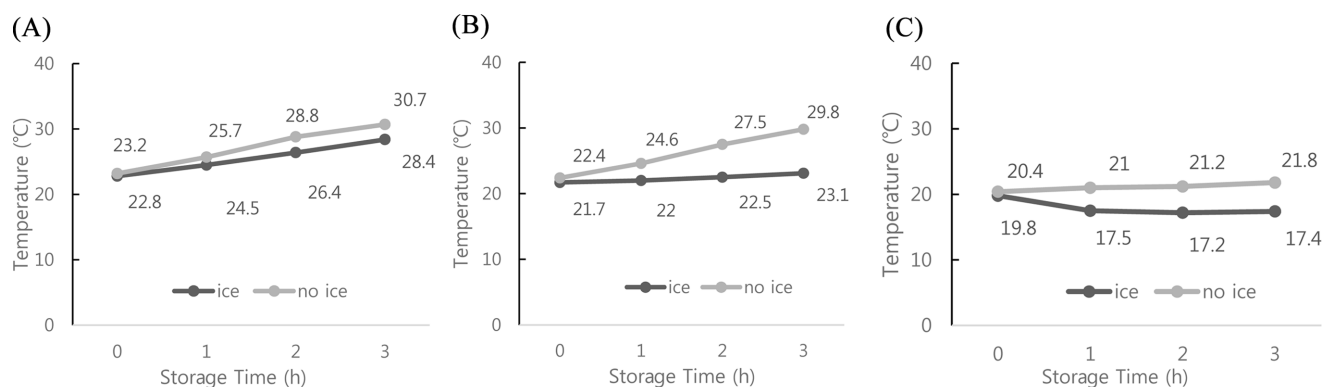 (A)
40
30
20
10
0
Temperature (℃)
23.2
25.7
28.8
30.7
22.8
24.5
26.4
28.4
ice
no ice
0 1 2 3
Storage Time (h)
(B)
40
30
20
10
0
Temperature (℃)
22.4
24.6
27.5
29.8
21.7
22
22.5
23.1
ice
no ice
0 1 2 3
Storage Time (h)
(C)
40
30
20
10
0
Temperature (℃)
20.4
21
21.2
21.8
19.8
17.5
17.2
17.4
ice
no ice
0 1 2 3
Storage Time (h)